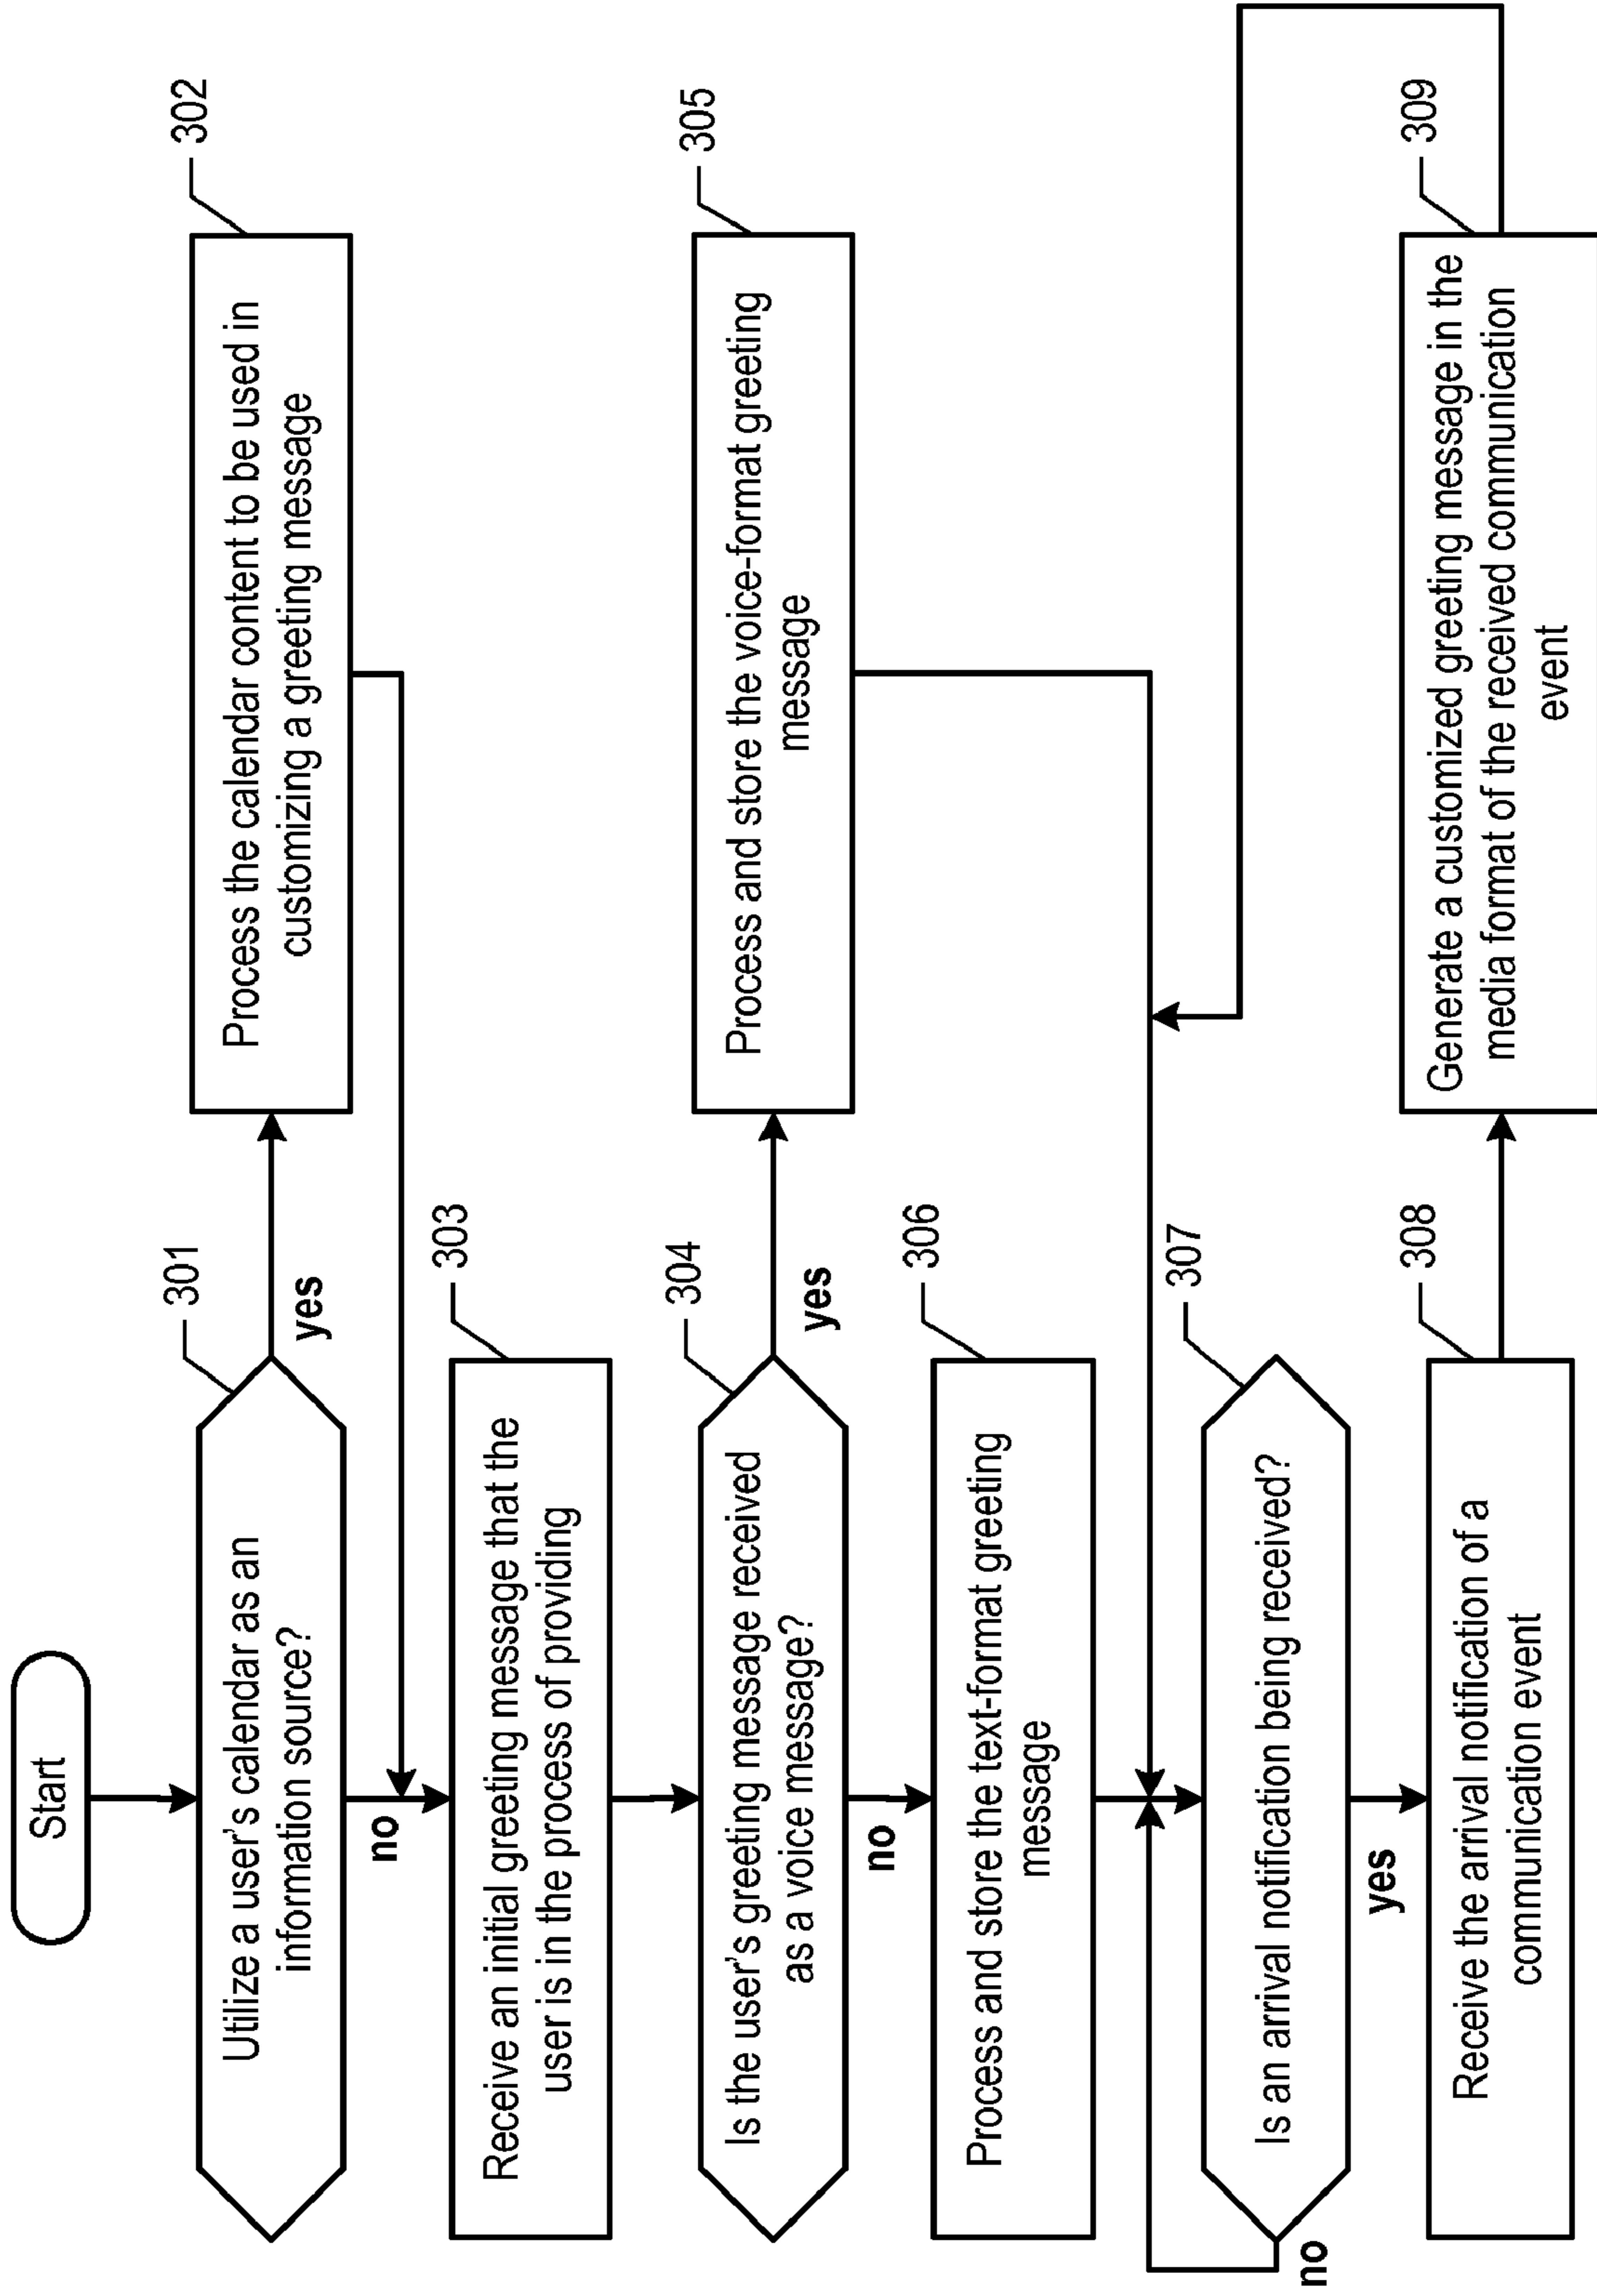 Start
301
Utilize a user's calendar as an
information source?
yes
no
302
Process the calendar content to be used in
customizing a greeting message
303
Receive an initial greeting message that the
user is in the process of providing
304
Is the user's greeting message received
as a voice message?
yes
no
305
Process and store the voice-format greeting
message
306
Process and store the text-format greeting
message
307
Is an arrival notification being received?
no
yes
308
Receive the arrival notification of a
communication event
309
Generate a customized greeting message in the
media format of the received communication
event